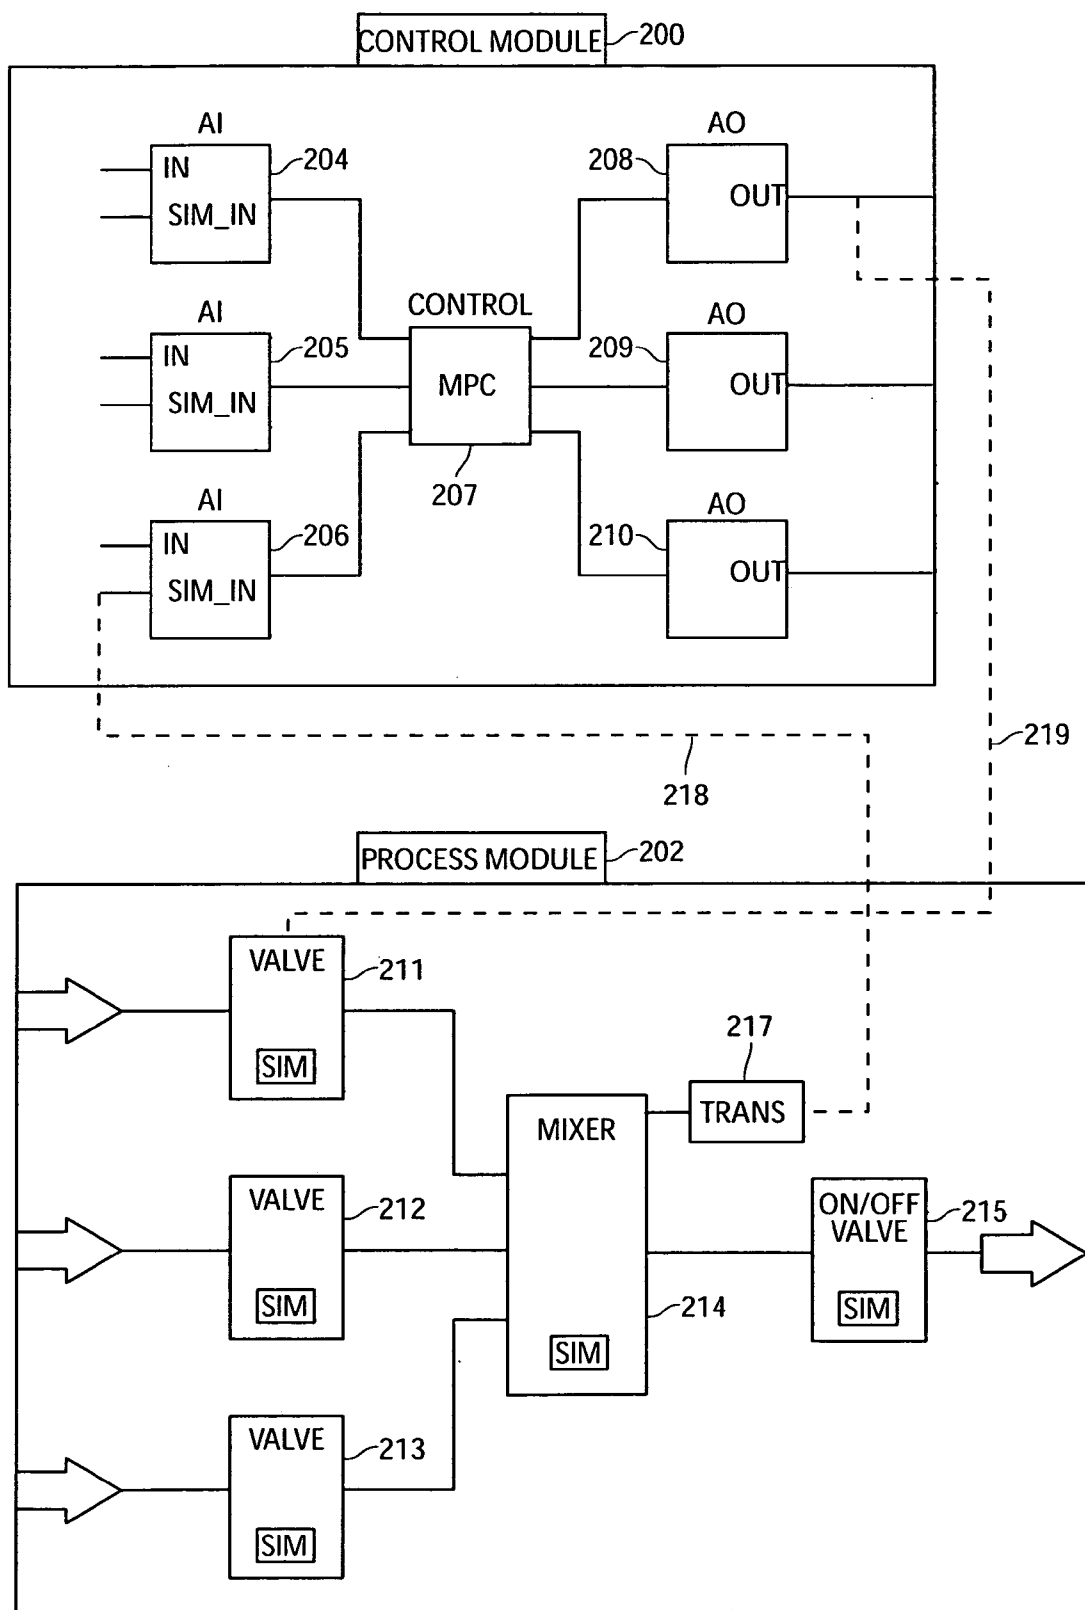 CONTROL MODULE 200
AI AO
IN 204 208
SIM_IN OUT
CONTROL
AI AO
IN 205 209
SIM_IN MPC OUT
207
AI AO
IN 206 210
SIM_IN OUT
219
218
PROCESS MODULE 202
VALVE 211
SIM
217
TRANS
MIXER
VALVE 212
ON/OFF 215
VALVE
SIM
SIM
214
SIM
VALVE 213
SIM